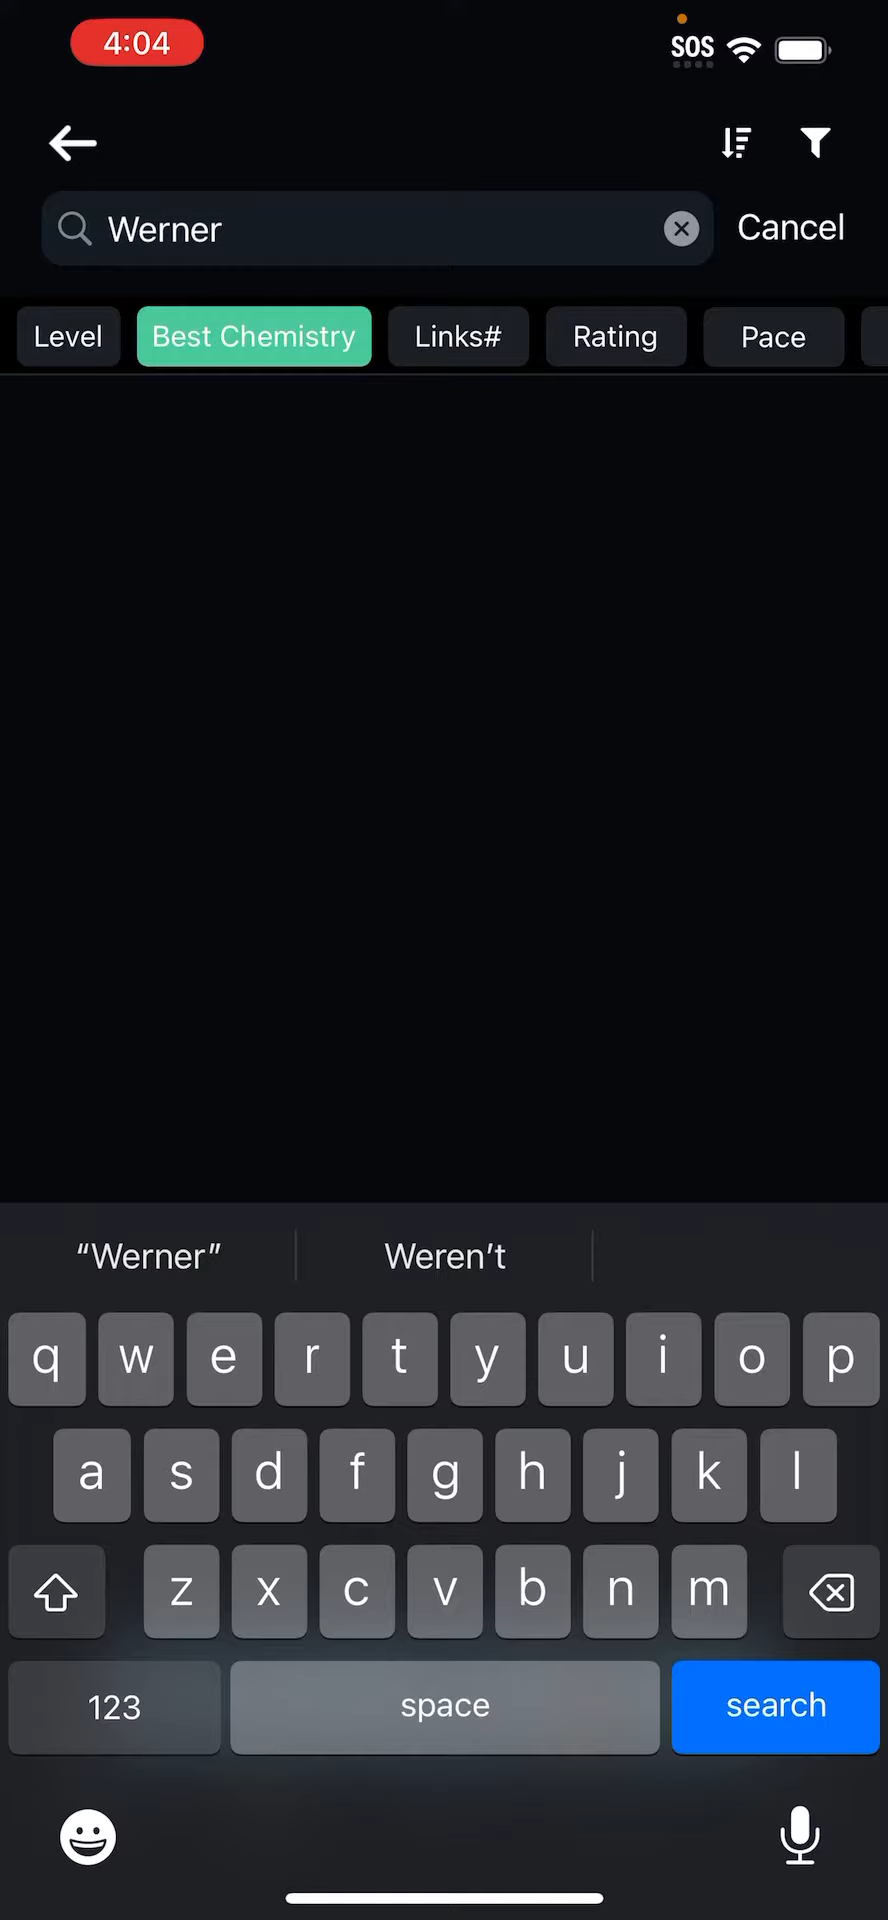 4:04
SOS
Werner
Cancel
Level
Best Chemistry
Links#
Rating
Pace
“Werner”
Weren’t
q w e r t y u i o p
a s d f g h j k l
z x c v b n m
123
space
search